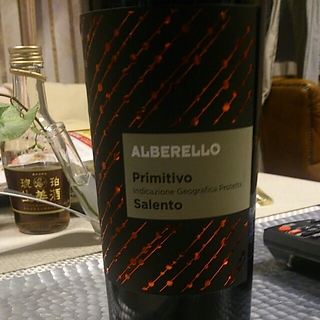 ALBERELLO
Primitivo
Indicazione Geografica Protetta
Salento
琥珀